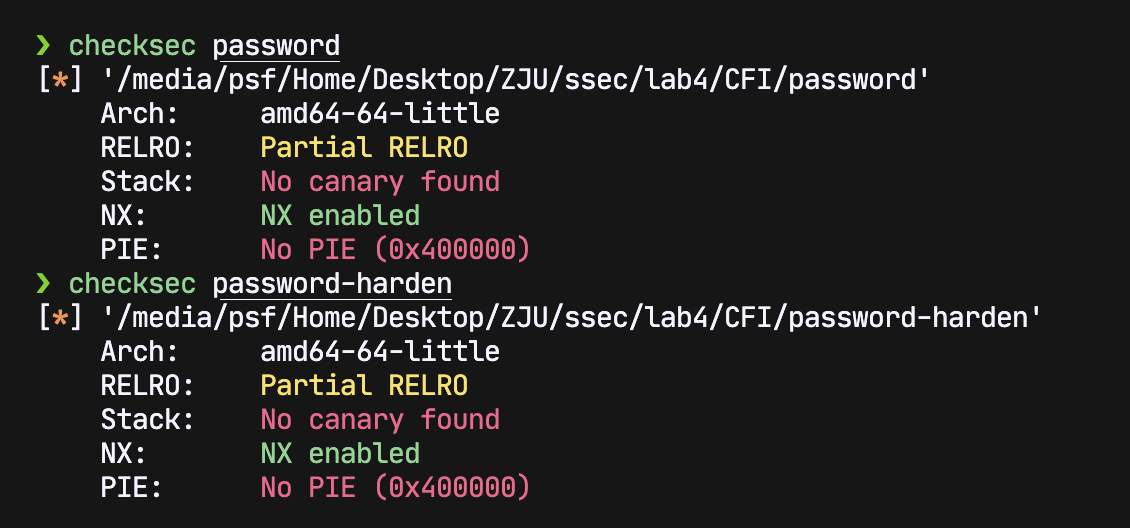 ❯ checksec password
[*] '/media/psf/Home/Desktop/ZJU/ssec/lab4/CFI/password'
    Arch:     amd64-64-little
    RELRO:    Partial RELRO
    Stack:    No canary found
    NX:       NX enabled
    PIE:      No PIE (0x400000)
❯ checksec password-harden
[*] '/media/psf/Home/Desktop/ZJU/ssec/lab4/CFI/password-harden'
    Arch:     amd64-64-little
    RELRO:    Partial RELRO
    Stack:    No canary found
    NX:       NX enabled
    PIE:      No PIE (0x400000)